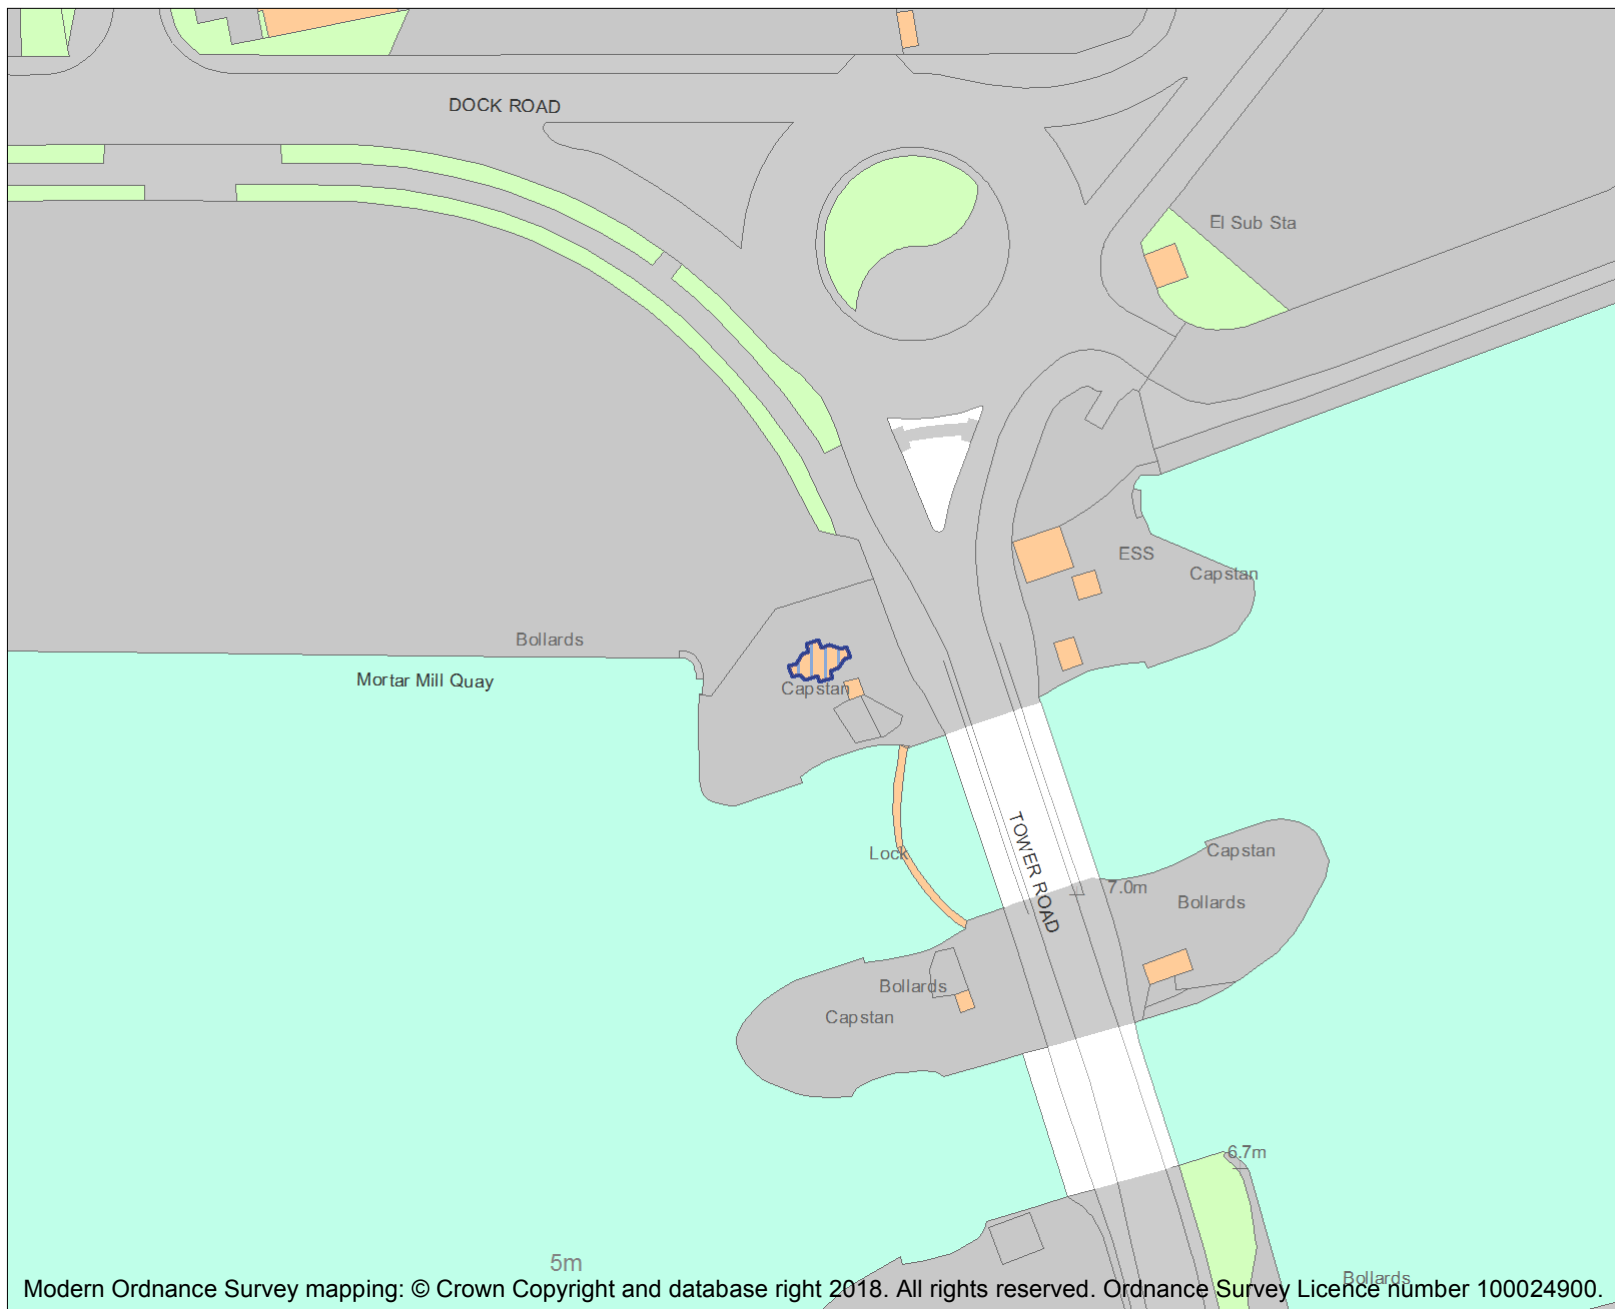 DOCK ROAD
El Sub Sta
ESS
Capstan
Bollards
Mortar Mill Quay
Capstan
TOWER ROAD
Lock
Capstan
7.0m
Bollards
Bollards
Capstan
6.7m
5m
Bollards
Modern Ordnance Survey mapping: © Crown Copyright and database right 2018. All rights reserved. Ordnance Survey Licence number 100024900.